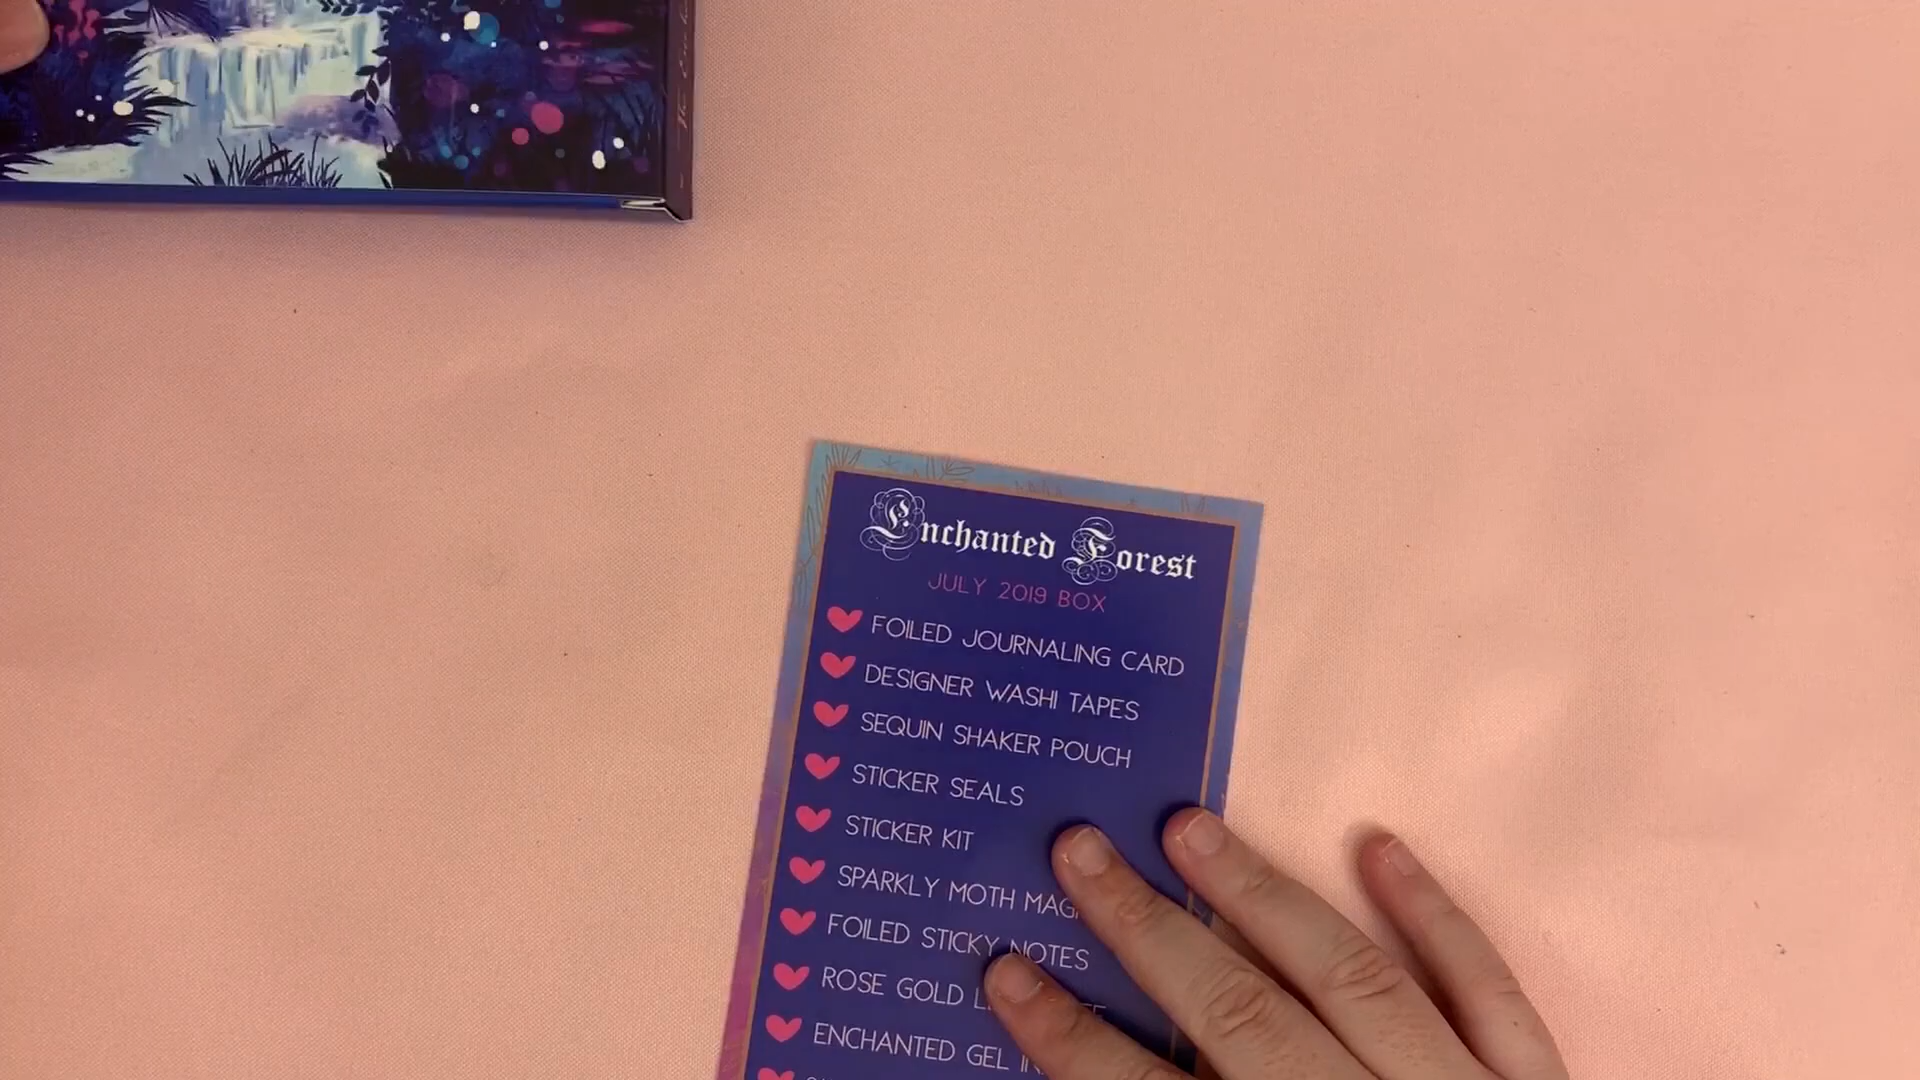 Enchanted Forest
JULY 2019 BOX
FOILED JOURNALING CARD
DESIGNER WASHI TAPES
SEQUIN SHAKER POUCH
STICKER SEALS
STICKER KIT
SPARKLY MOTH
FOILED STICKY NOTES
ROSE GOLD
ENCHANTED GEL